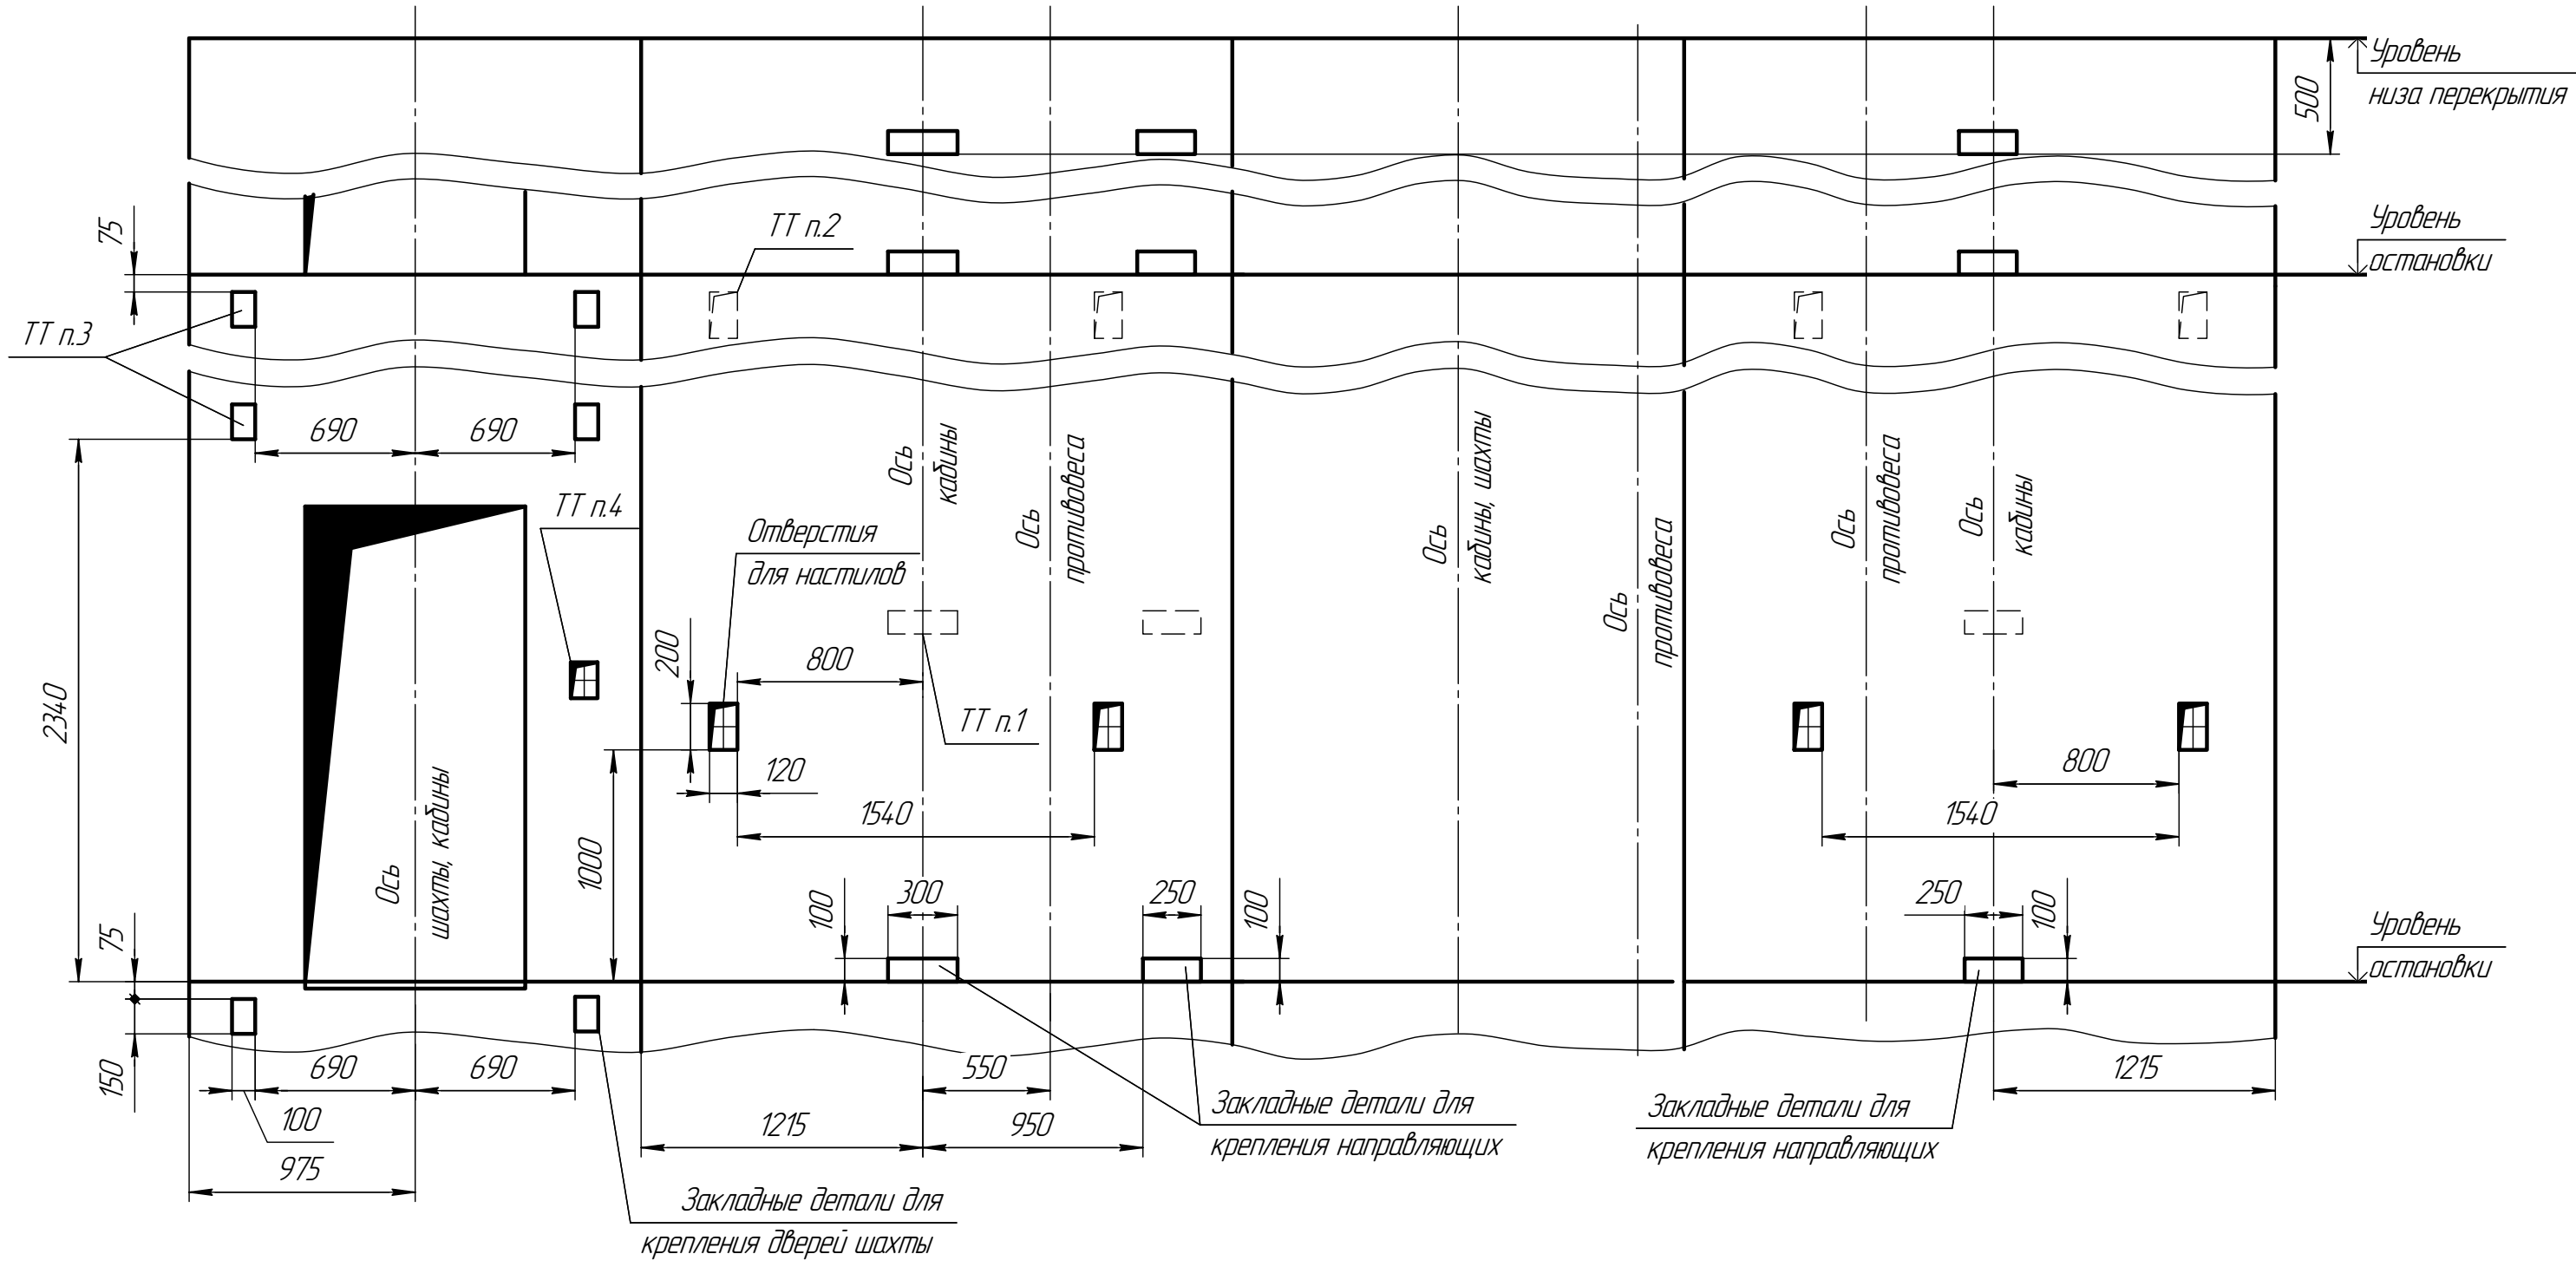 Уровень
низа перекрытия
500
75
ТТ п.2
Уровень
остановки
ТТ п.3
690
690
Ось
кабины
Ось
противовеса
Ось
кабины, шахты
Ось
противовеса
Ось
противовеса
Ось
кабины
ТТ п.4
Отверстия
для настилов
200
800
ТТ п.1
120
1540
1000
2340
Ось
шахты, кабины
800
1540
100
300
250
100
250
100
75
Уровень
остановки
150
690
690
100
975
550
1215
950
Закладные детали для
крепления направляющих
Закладные детали для
крепления направляющих
1215
Закладные детали для
крепления дверей шахты